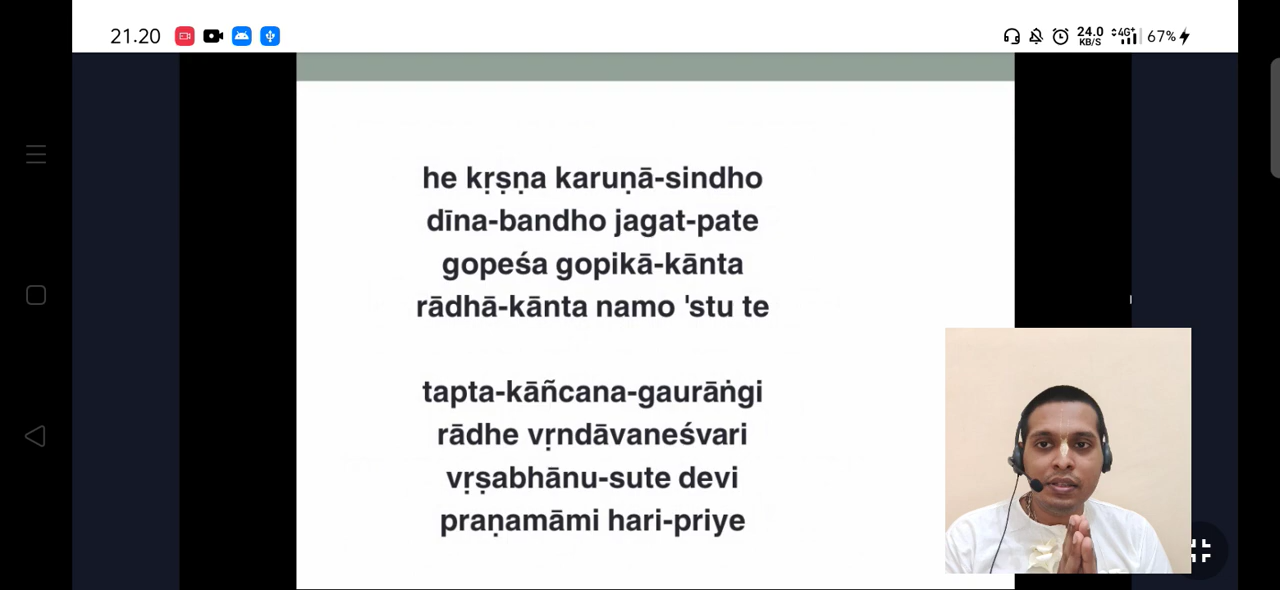 21.20
24.0
KB/S
4G+
67%
he kṛṣṇa karuṇā-sindho
dīna-bandho jagat-pate
gopeśa gopikā-kānta
rādhā-kānta namo 'stu te
tapta-kāñcana-gaurāṅgi
rādhe vṛndāvaneśvari
vṛṣabhānu-sute devi
praṇamāmi hari-priye